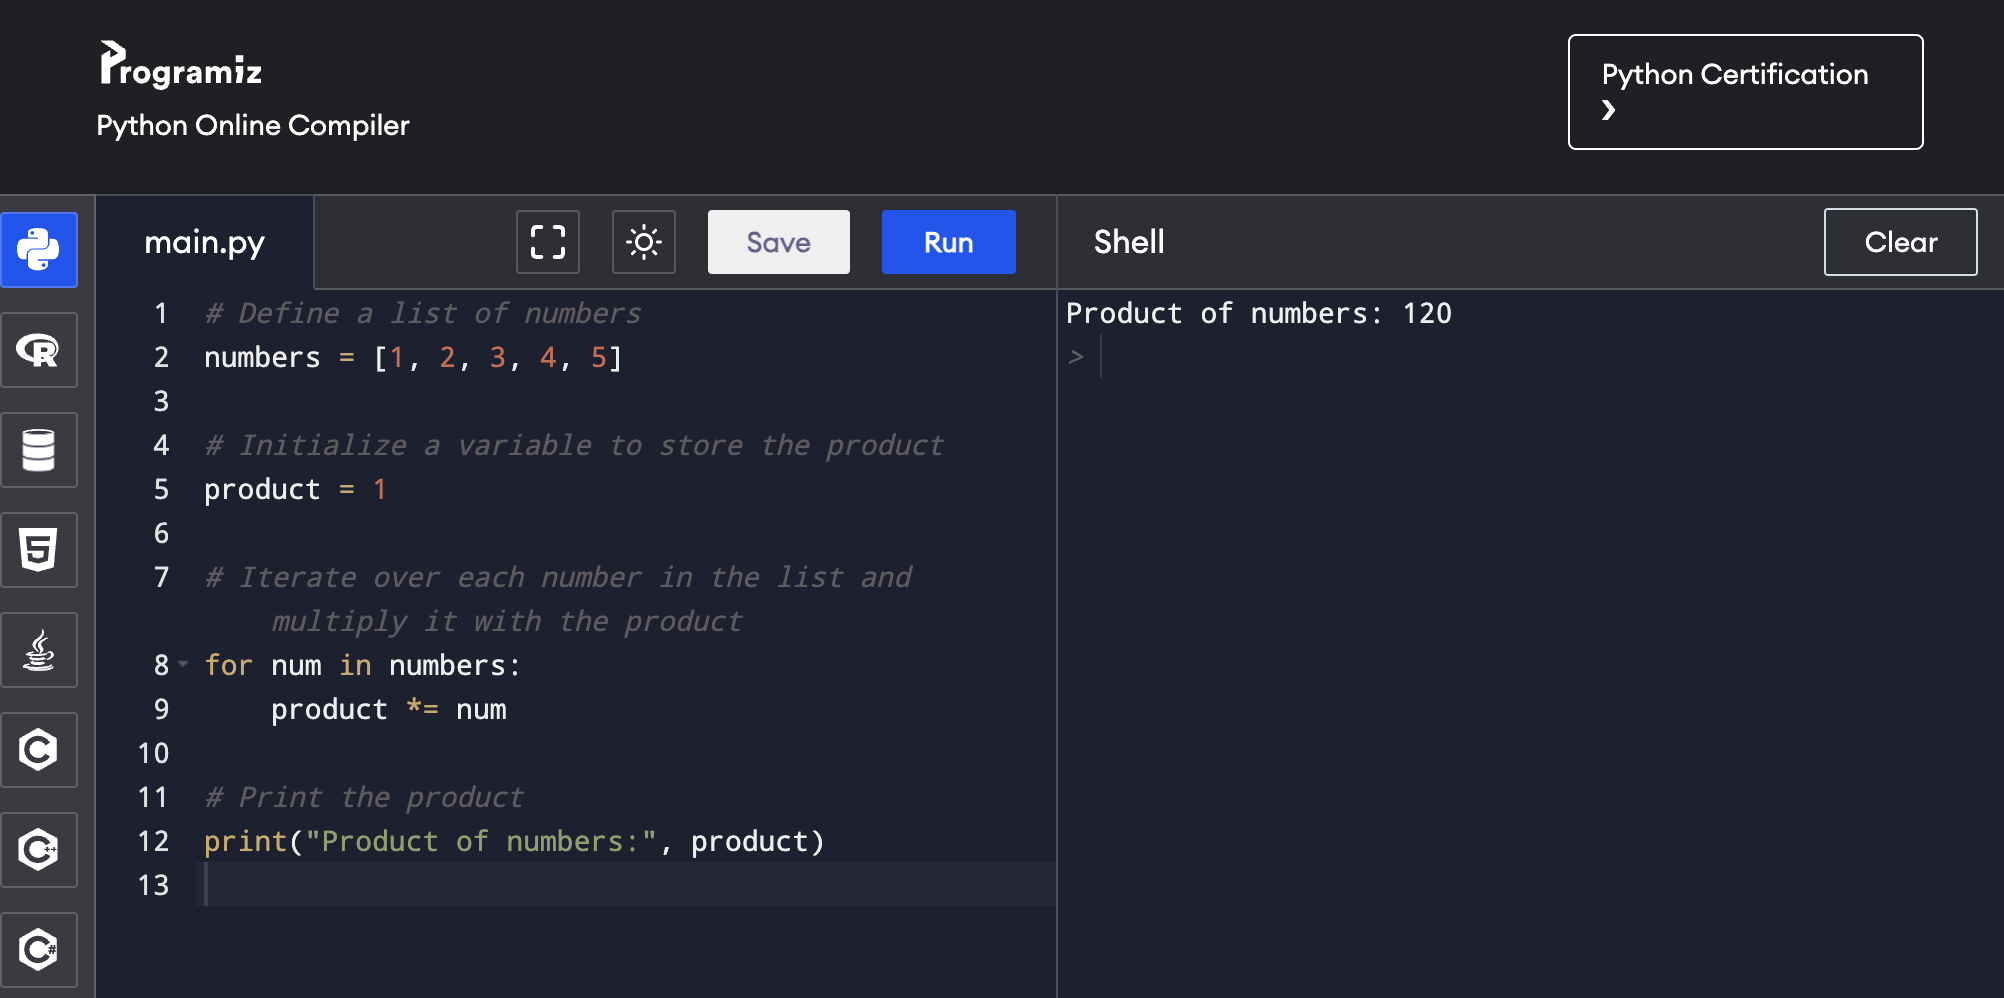 Programiz
Python Online Compiler
Python Certification
main.py
Save
Run
Shell
Clear
1 # Define a list of numbers
2 numbers = [1, 2, 3, 4, 5]
3
4 # Initialize a variable to store the product
5 product = 1
6
7 # Iterate over each number in the list and
multiply it with the product
8 for num in numbers:
9     product *= num
10
11 # Print the product
12 print("Product of numbers:", product)
13
Product of numbers: 120
>
R
5
C
C++
C#